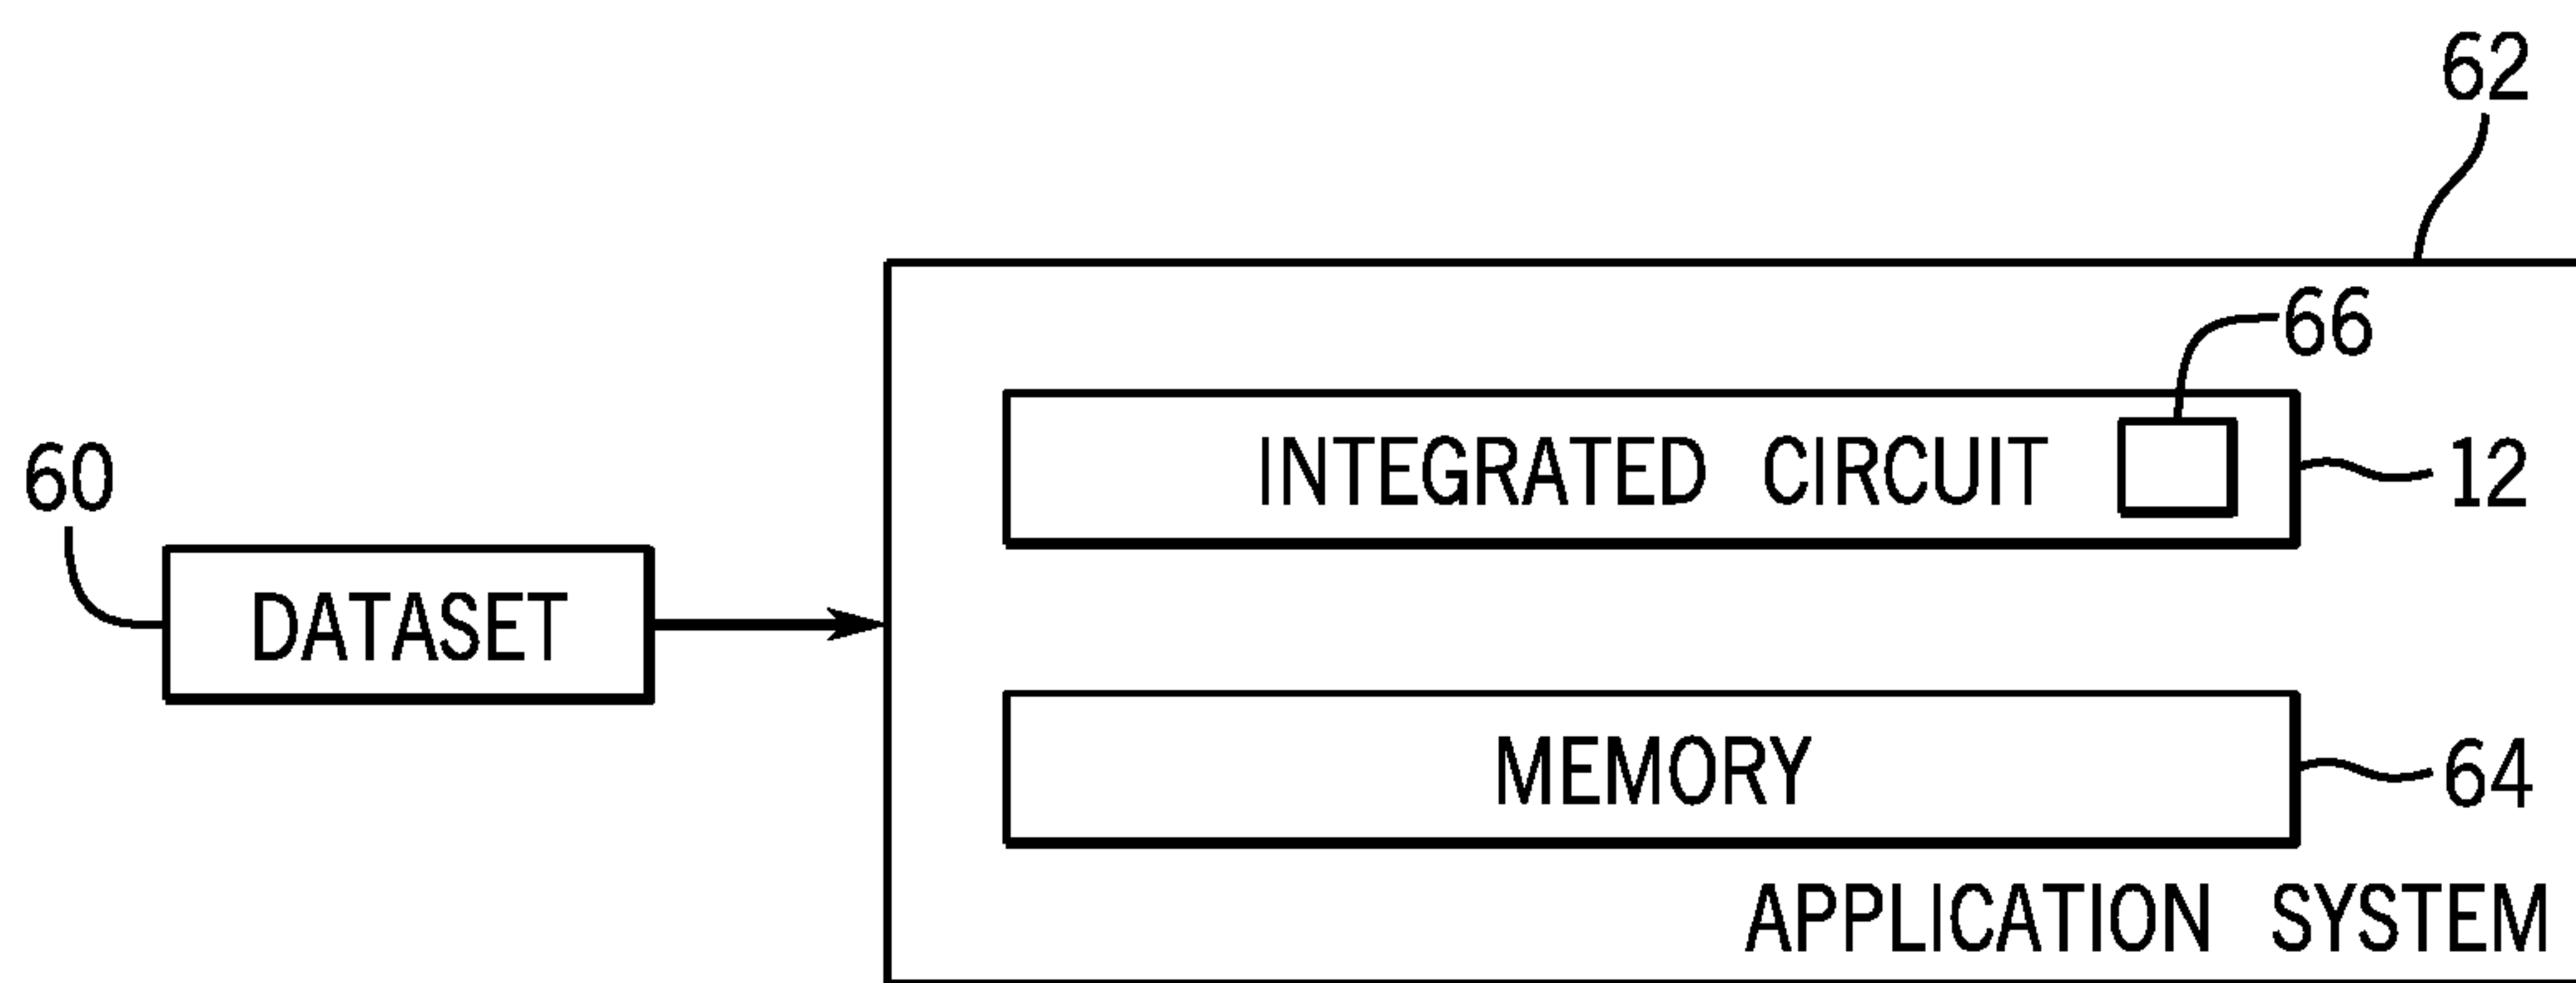 62
66
INTEGRATED CIRCUIT
12
60
DATASET
MEMORY
64
APPLICATION SYSTEM